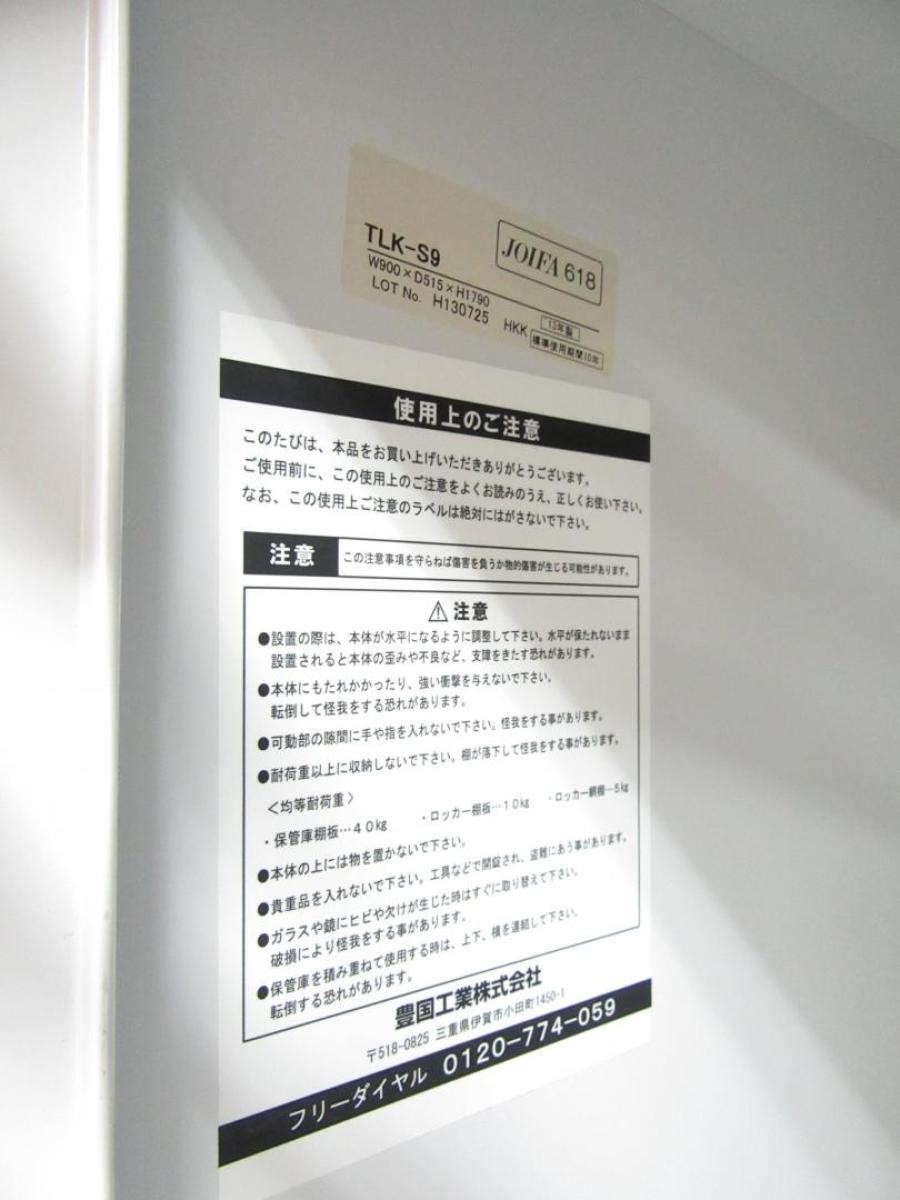 TLK-S9
JOIFA 618
W900×D515×H1790
LOT No. H130725 HKK
13年製
標準使用期間10年
使用上のご注意
このたびは、本品をお買い上げいただきありがとうございます。
ご使用前に、この使用上のご注意をよくお読みのうえ、正しくお使い下さい。
なお、この使用上ご注意のラベルは絶対にはがさないで下さい。
注意 この注意事項を守らねば傷害を負うか物的傷害が生じる可能性があります。
⚠ 注意
●設置の際は、本体が水平になるように調整して下さい。水平が保たれないまま
設置されると本体の歪みや不良など、支障をきたす恐れがあります。
●本体にもたれかかったり、強い衝撃を与えないで下さい。
転倒して怪我をする恐れがあります。
●可動部の隙間に手や指を入れないで下さい。怪我をする事があります。
●耐荷重以上に収納しないで下さい。棚が落下して怪我をする事があります。
＜均等耐荷重＞
・保管庫棚板…４０kg ・ロッカー棚板…１０kg ・ロッカー網棚…５kg
●本体の上には物を置かないで下さい。
●貴重品を入れないで下さい。工具などで開錠され、盗難にあう事があります。
●ガラスや鏡にヒビや欠けが生じた時はすぐに取り替えて下さい。
破損により怪我をする事があります。
●保管庫を積み重ねて使用する時は、上下、横を連結して下さい。
転倒する恐れがあります。
豊国工業株式会社
〒518-0825 三重県伊賀市小田町1450-1
フリーダイヤル 0120-774-059